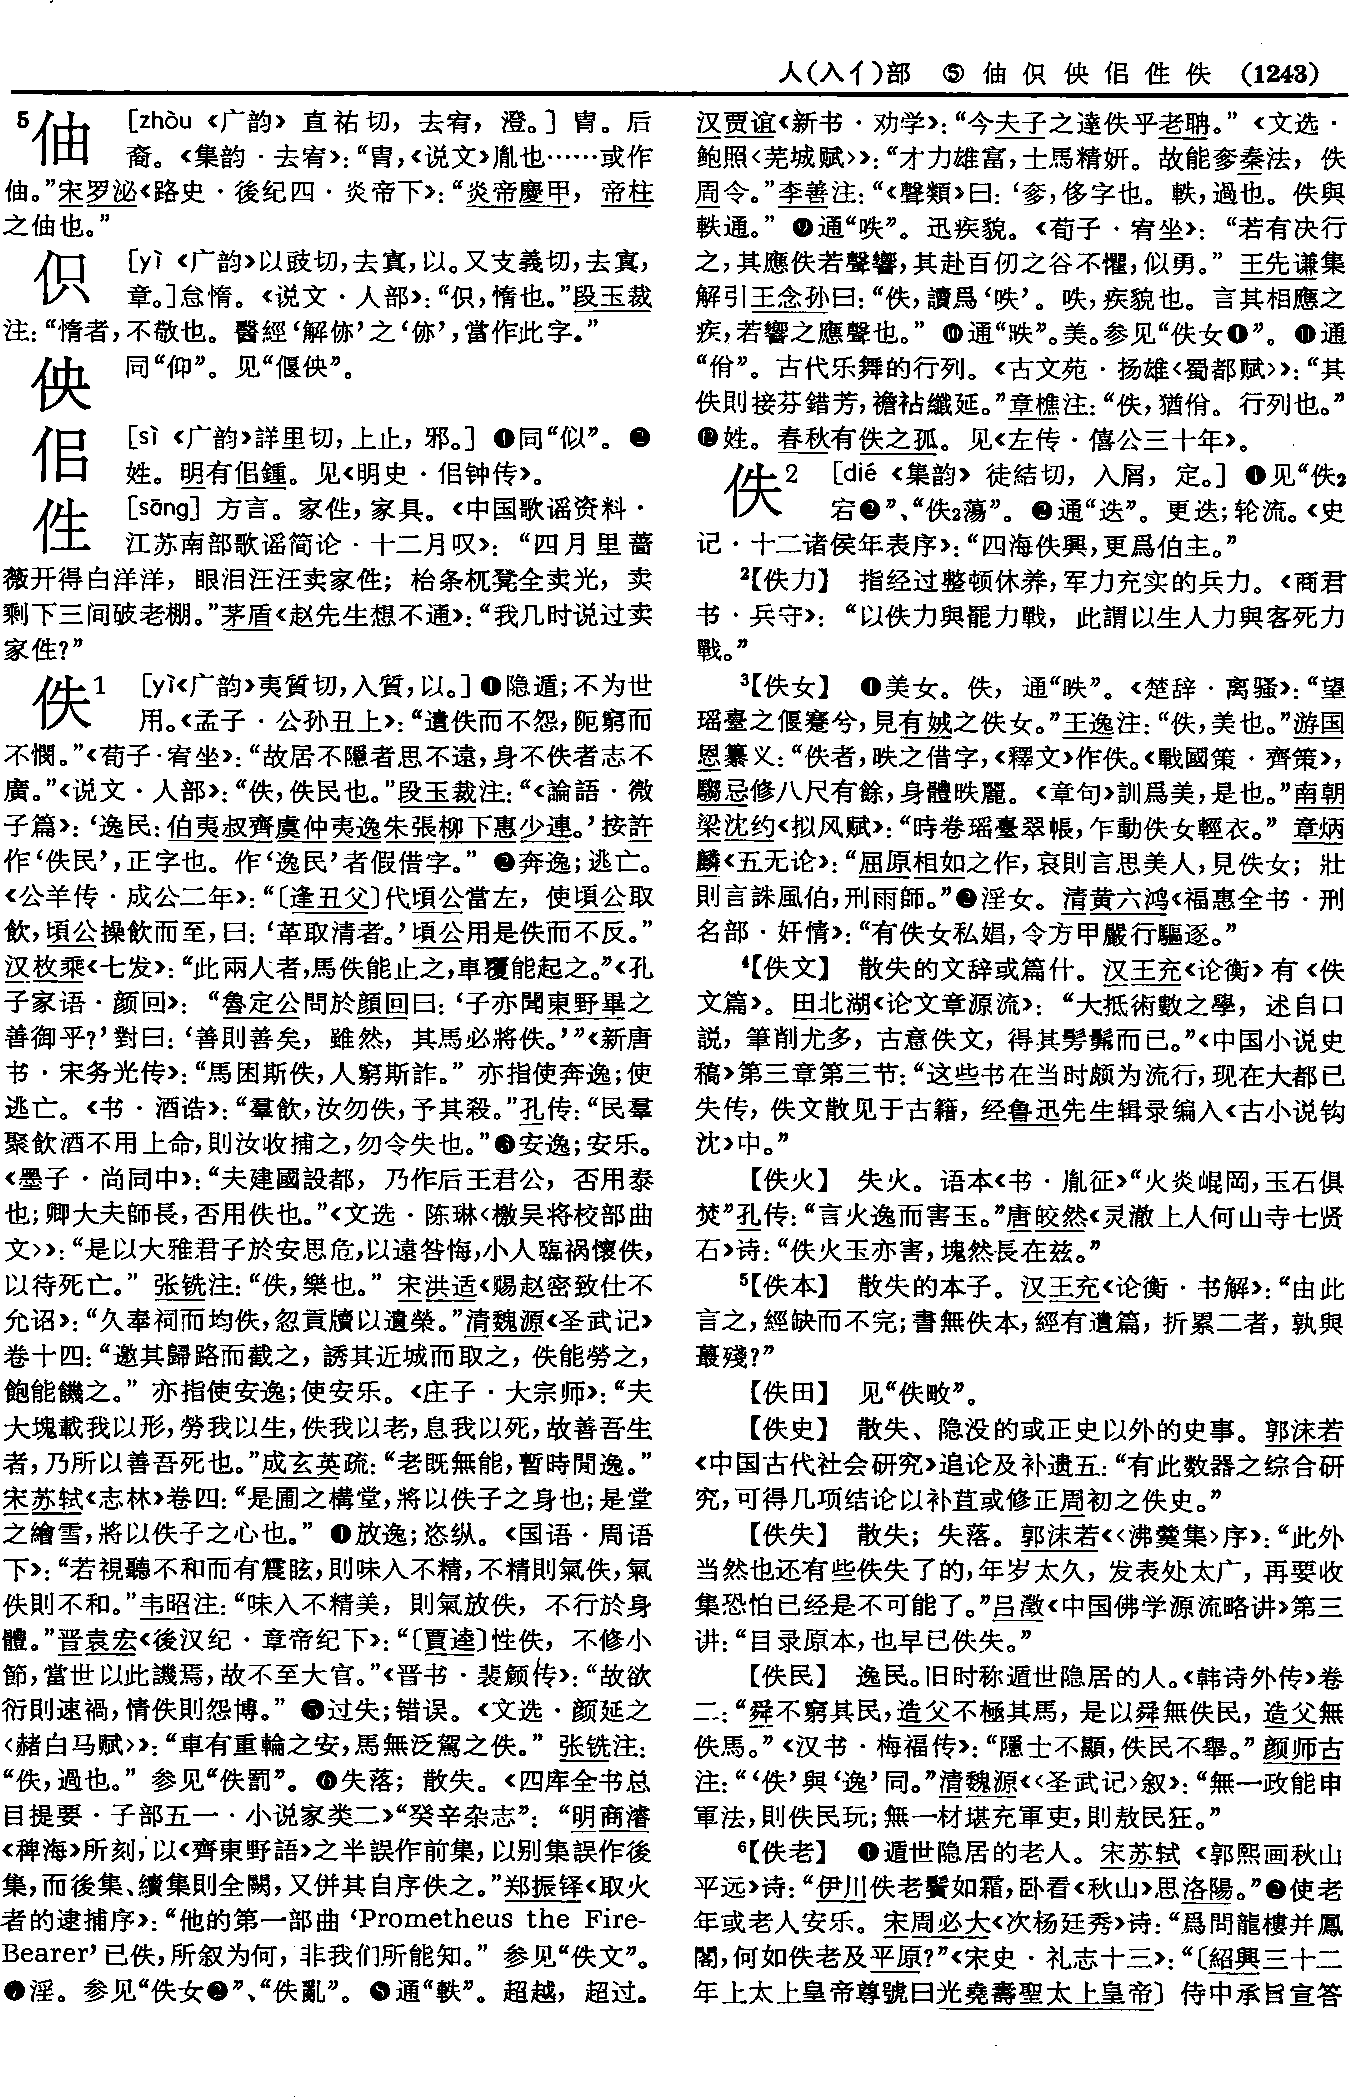 人(入亻)部 ⑤ 伷 伿 佒 佀 㑅 佚 (1243)
5伷 [zhòu《广韵》直祐切，去宥，澄。] 胄。后
裔。《集韵·去宥》：“胄，《说文》胤也……或作
伷。”宋罗泌《路史·後纪四·炎帝下》：“炎帝慶甲，帝柱
之伷也。”
伿 [yì《广韵》以豉切，去寘，以。又支義切，去寘，
章。]怠惰。《说文·人部》：“伿，惰也。”段玉裁
注：“惰者，不敬也。醫經‘解㑊’之‘㑊’，當作此字。”
佒 同“仰”。见“偃佒”。
佀 [sì《广韵》詳里切，上止，邪。] ❶同“似”。❷
姓。明有佀鍾。见《明史·佀钟传》。
㑅 [sāng] 方言。家㑅，家具。《中国歌谣资料·
江苏南部歌谣简论·十二月叹》：“四月里薔
薇开得白洋洋，眼泪汪汪卖家㑅；枱条杌凳全卖光，卖
剩下三间破老棚。”茅盾《赵先生想不通》：“我几时说过卖
家㑅？”
佚1 [yì《广韵》夷質切，入質，以。] ❶隐遁；不为世
用。《孟子·公孙丑上》：“遺佚而不怨，阨窮而
不憫。”《荀子·宥坐》：“故居不隱者思不遠，身不佚者志不
廣。”《说文·人部》：“佚，佚民也。”段玉裁注：“《論語·微
子篇》：‘逸民：伯夷叔齊虞仲夷逸朱張柳下惠少連。’按許
作‘佚民’，正字也。作‘逸民’者假借字。” ❷奔逸；逃亡。
《公羊传·成公二年》：“〔逢丑父〕代頃公當左，使頃公取
飲，頃公操飲而至，曰：‘革取清者。’頃公用是佚而不反。”
汉枚乘《七发》：“此兩人者，馬佚能止之，車覆能起之。”《孔
子家语·颜回》：“魯定公問於顔回曰：‘子亦聞東野畢之
善御乎？’對曰：‘善則善矣，雖然，其馬必將佚。’”《新唐
书·宋务光传》：“馬困斯佚，人窮斯詐。”亦指使奔逸；使
逃亡。《书·酒诰》：“羣飲，汝勿佚，予其殺。”孔传：“民羣
聚飲酒不用上命，則汝收捕之，勿令失也。”❸安逸；安乐。
《墨子·尚同中》：“夫建國設都，乃作后王君公，否用泰
也；卿大夫師長，否用佚也。”《文选·陈琳〈檄吴将校部曲
文〉》：“是以大雅君子於安思危，以遠咎悔，小人臨禍懷佚，
以待死亡。”张铣注：“佚，樂也。”宋洪适《赐赵密致仕不
允诏》：“久奉祠而均佚，忽貢牘以遺榮。”清魏源《圣武记》
卷十四：“邀其歸路而截之，誘其近城而取之，佚能勞之，
飽能饑之。”亦指使安逸；使安乐。《庄子·大宗师》：“夫
大塊載我以形，勞我以生，佚我以老，息我以死，故善吾生
者，乃所以善吾死也。”成玄英疏：“老既無能，暫時閒逸。”
宋苏轼《志林》卷四：“是圃之構堂，將以佚子之身也；是堂
之繪雪，將以佚子之心也。” ❹放逸；恣纵。《国语·周语
下》：“若視聽不和而有震眩，則味入不精，不精則氣佚，氣
佚則不和。”韦昭注：“味入不精美，則氣放佚，不行於身
體。”晋袁宏《後汉纪·章帝纪下》：“〔賈逵〕性佚，不修小
節，當世以此譏焉，故不至大官。”《晋书·裴頠传》：“故欲
衍則速禍，情佚則怨博。” ❺过失；错误。《文选·颜延之
〈赭白马赋〉》：“車有重輪之安，馬無泛駕之佚。”张铣注：
“佚，過也。”参见“佚罰”。❻失落；散失。《四库全书总
目提要·子部五一·小说家类二》“癸辛杂志”：“明商濬
《稗海》所刻，以《齊東野語》之半誤作前集，以别集誤作後
集，而後集、續集則全闕，又併其自序佚之。”郑振铎《取火
者的逮捕序》：“他的第一部曲‘Prometheus the Fire-
Bearer’已佚，所叙为何，非我们所能知。”参见“佚文”。
❼淫。参见“佚女❷”、“佚亂”。❽通“軼”。超越，超过。
汉贾谊《新书·劝学》：“今夫子之達佚乎老聃。”《文选·
鲍照〈芜城赋〉》：“才力雄富，士馬精妍。故能奓秦法，佚
周令。”李善注：“《聲類》曰：‘奓，侈字也。軼，過也。佚與
軼通。” ❾通“呹”。迅疾貌。《荀子·宥坐》：“若有决行
之，其應佚若聲響，其赴百仞之谷不懼，似勇。”王先谦集
解引王念孙曰：“佚，讀爲‘呹’。呹，疾貌也。言其相應之
疾，若響之應聲也。” ❿通“昳”。美。参见“佚女❶”。⓫通
“佾”。古代乐舞的行列。《古文苑·扬雄〈蜀都赋〉》：“其
佚則接芬錯芳，襜袩纖延。”章樵注：“佚，猶佾。行列也。”
⓬姓。春秋有佚之孤。见《左传·僖公三十年》。
佚2 [dié《集韵》徒結切，入屑，定。] ❶见“佚2
宕❷”、“佚2蕩”。❷通“迭”。更迭；轮流。《史
记·十二诸侯年表序》：“四海佚興，更爲伯主。”
2【佚力】 指经过整顿休养，军力充实的兵力。《商君
书·兵守》：“以佚力與罷力戰，此謂以生人力與客死力
戰。”
3【佚女】 ❶美女。佚，通“昳”。《楚辞·离骚》：“望
瑶臺之偃蹇兮，見有娀之佚女。”王逸注：“佚，美也。”游国
恩纂义：“佚者，昳之借字，《釋文》作佚。《戰國策·齊策》，
騶忌修八尺有餘，身體昳麗。《章句》訓爲美，是也。”南朝
梁沈约《拟风赋》：“時卷瑶臺翠帳，乍動佚女輕衣。”章炳
麟《五无论》：“屈原相如之作，哀則言思美人，見佚女；壯
則言誅風伯，刑雨師。”❷淫女。清黄六鸿《福惠全书·刑
名部·奸情》：“有佚女私娼，令方甲嚴行驅逐。”
4【佚文】 散失的文辞或篇什。汉王充《论衡》有《佚
文篇》。田北湖《论文章源流》：“大抵術數之學，述自口
説，筆削尤多，古意佚文，得其髣髴而已。”《中国小说史
稿》第三章第三节：“这些书在当时颇为流行，现在大都已
失传，佚文散见于古籍，经鲁迅先生辑录编入《古小说钩
沈》中。”
【佚火】 失火。语本《书·胤征》“火炎崐岡，玉石俱
焚”孔传：“言火逸而害玉。”唐皎然《灵澈上人何山寺七贤
石》诗：“佚火玉亦害，塊然長在兹。”
5【佚本】 散失的本子。汉王充《论衡·书解》：“由此
言之，經缺而不完；書無佚本，經有遺篇，折累二者，孰與
蕞殘？”
【佚田】 见“佚畋”。
【佚史】 散失、隐没的或正史以外的史事。郭沫若
《中国古代社会研究》追论及补遗五：“有此数器之综合研
究，可得几项结论以补苴或修正周初之佚史。”
【佚失】 散失；失落。郭沫若《〈沸羹集〉序》：“此外
当然也还有些佚失了的，年岁太久，发表处太广，再要收
集恐怕已经是不可能了。”吕澂《中国佛学源流略讲》第三
讲：“目录原本，也早已佚失。”
【佚民】 逸民。旧时称遁世隐居的人。《韩诗外传》卷
二：“舜不窮其民，造父不極其馬，是以舜無佚民，造父無
佚馬。”《汉书·梅福传》：“隱士不顯，佚民不舉。”颜师古
注：“‘佚’與‘逸’同。”清魏源《〈圣武记〉叙》：“無一政能申
軍法，則佚民玩；無一材堪充軍吏，則敖民狂。”
6【佚老】 ❶遁世隐居的老人。宋苏轼《郭熙画秋山
平远》诗：“伊川佚老鬢如霜，卧看《秋山》思洛陽。”❷使老
年或老人安乐。宋周必大《次杨廷秀》诗：“爲問龍樓并鳳
閣，何如佚老及平原？”《宋史·礼志十三》：“〔紹興三十二
年上太上皇帝尊號曰光堯壽聖太上皇帝〕侍中承旨宣答